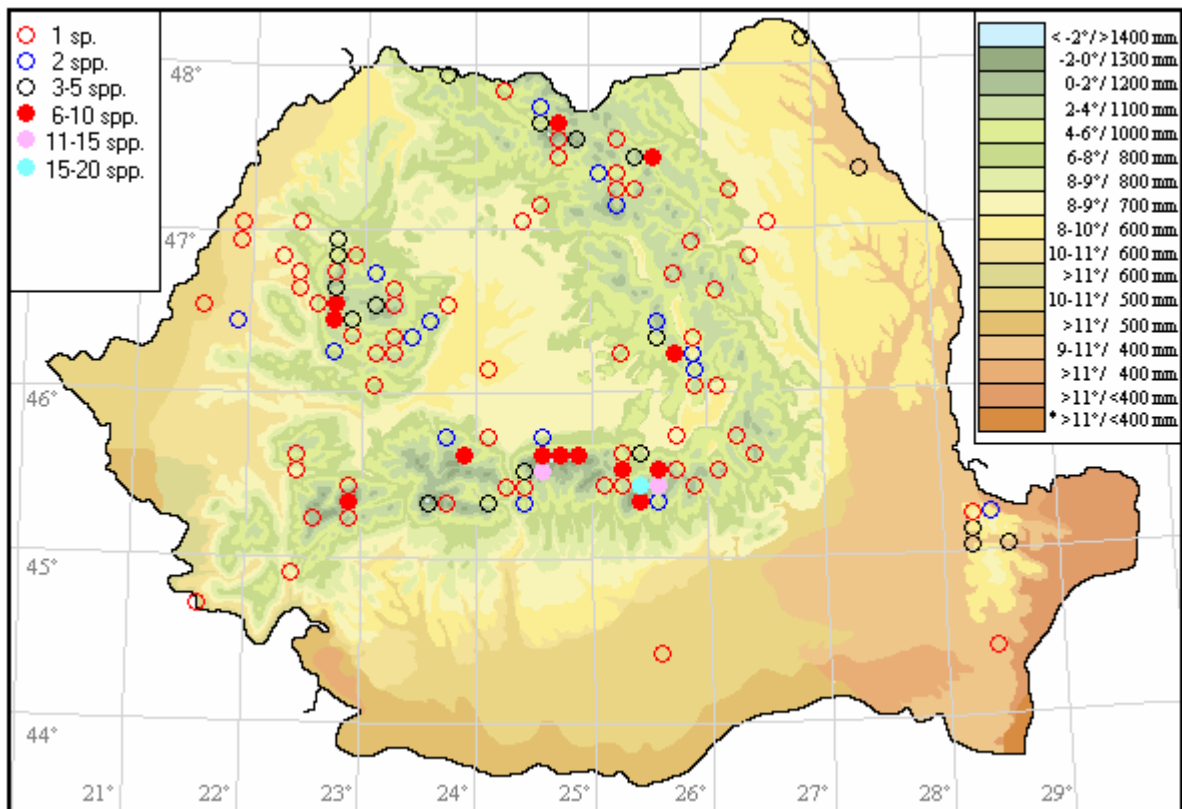 1 sp.
2 spp.
3-5 spp.
6-10 spp.
11-15 spp.
15-20 spp.
< -2°/>1400 mm
-2-0°/ 1300 mm
0-2°/ 1200 mm
2-4°/ 1100 mm
4-6°/ 1000 mm
6-8°/ 800 mm
8-9°/ 800 mm
8-9°/ 700 mm
8-10°/ 600 mm
10-11°/ 600 mm
>11°/ 600 mm
10-11°/ 500 mm
>11°/ 500 mm
9-11°/ 400 mm
>11°/ 400 mm
>11°/<400 mm
* >11°/<400 mm
48°
47°
46°
45°
44°
21°
22°
23°
24°
25°
26°
27°
28°
29°